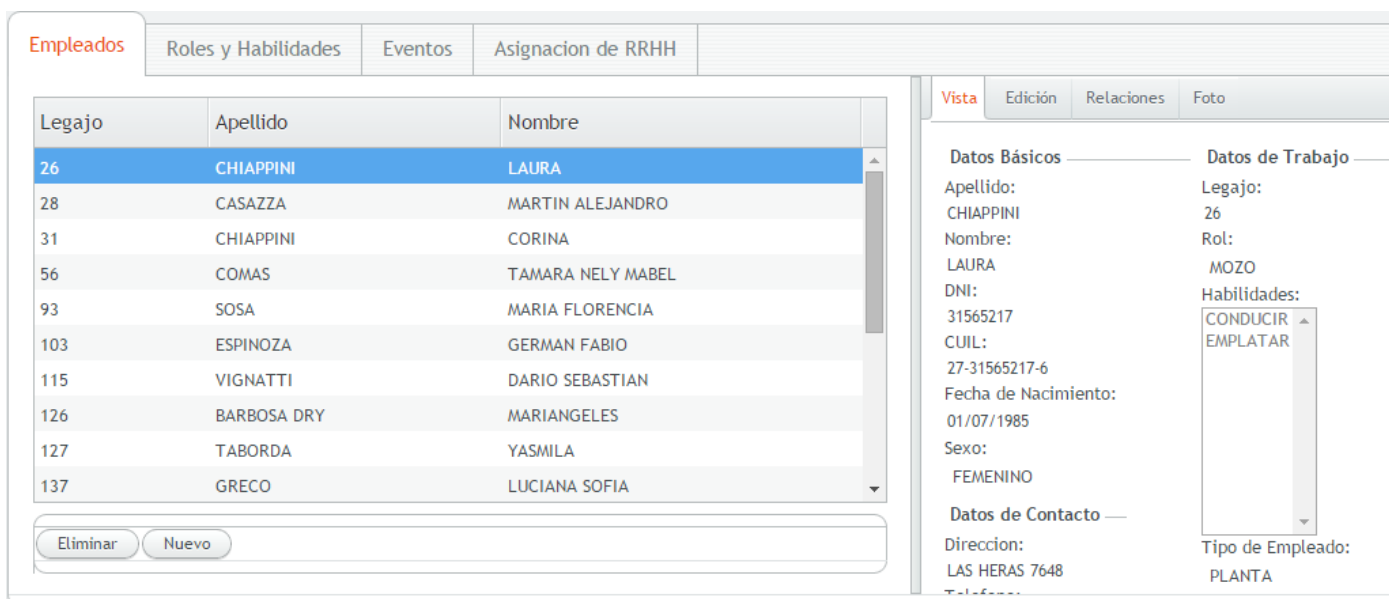 Empleados Roles y Habilidades Eventos Asignacion de RRHH
Legajo Apellido Nombre
26 CHIAPPINI LAURA
28 CASAZZA MARTIN ALEJANDRO
31 CHIAPPINI CORINA
56 COMAS TAMARA NELY MABEL
93 SOSA MARIA FLORENCIA
103 ESPINOZA GERMAN FABIO
115 VIGNATTI DARIO SEBASTIAN
126 BARBOSA DRY MARIANGELES
127 TABORDA YASMILA
137 GRECO LUCIANA SOFIA
Eliminar Nuevo
Vista Edición Relaciones Foto
Datos Básicos
Apellido:
CHIAPPINI
Nombre:
LAURA
DNI:
31565217
CUIL:
27-31565217-6
Fecha de Nacimiento:
01/07/1985
Sexo:
FEMENINO
Datos de Contacto
Direccion:
LAS HERAS 7648
Datos de Trabajo
Legajo:
26
Rol:
MOZO
Habilidades:
CONDUCIR
EMPLATAR
Tipo de Empleado:
PLANTA